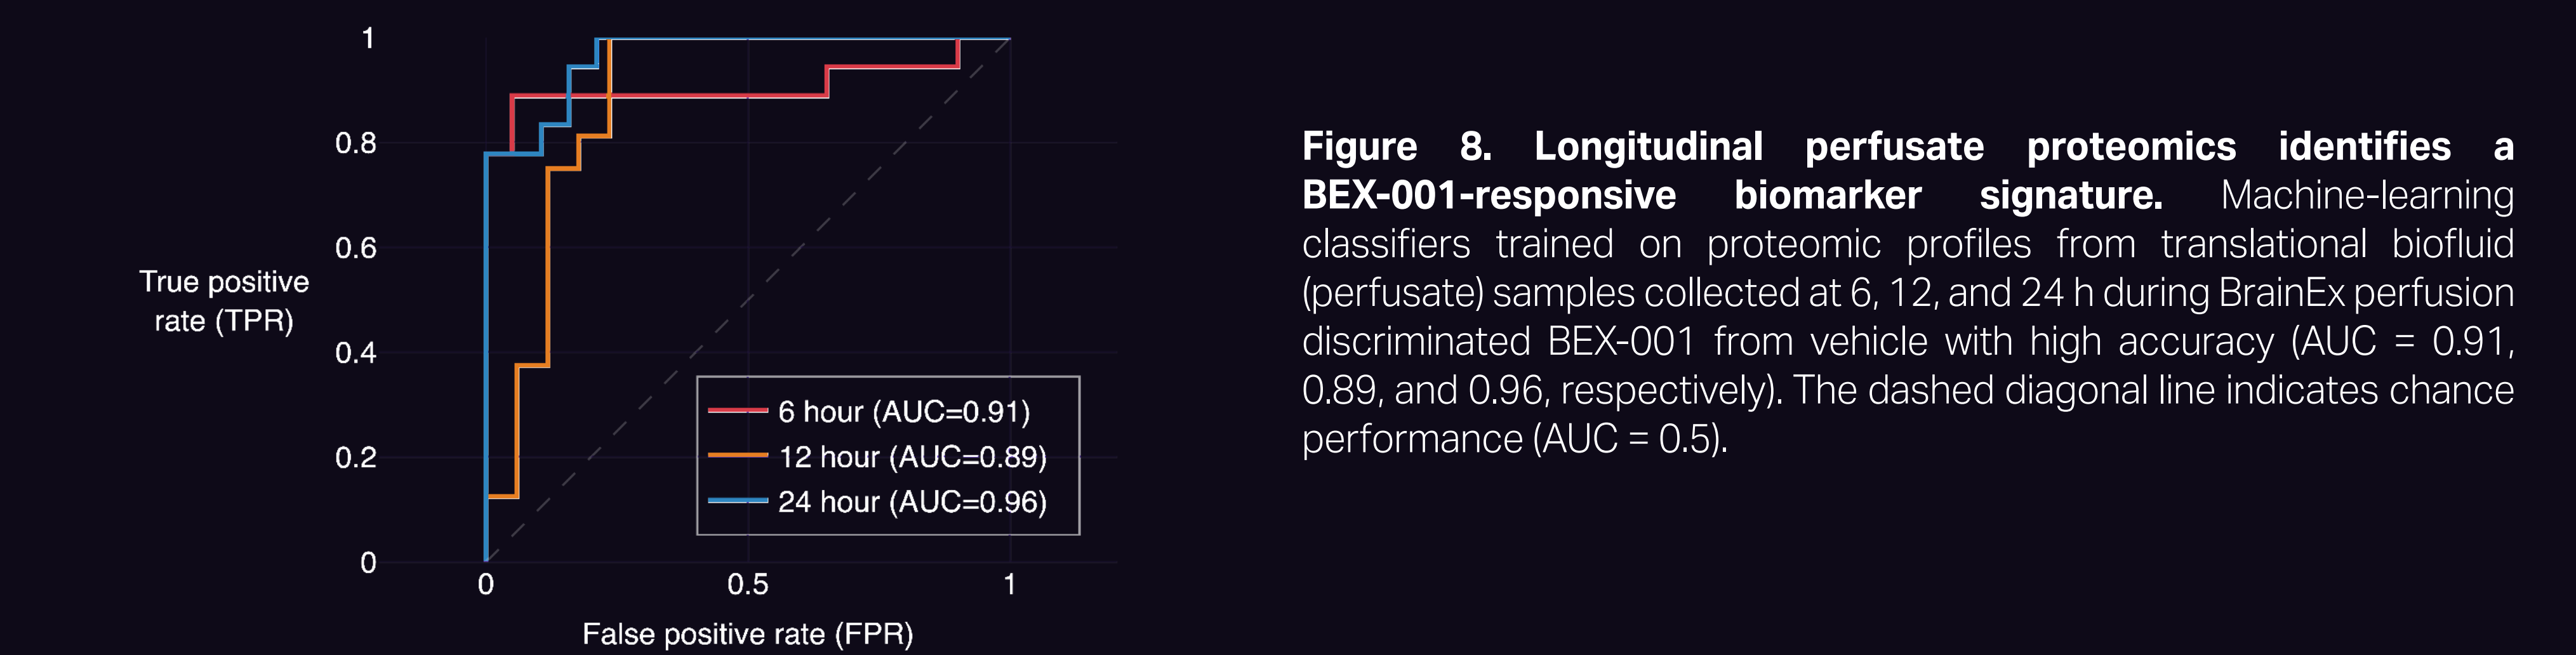 1
0.8
0.6
0.4
0.2
0
True positive
rate (TPR)
6 hour (AUC=0.91)
12 hour (AUC=0.89)
24 hour (AUC=0.96)
0
0.5
1
False positive rate (FPR)
Figure 8. Longitudinal perfusate proteomics identifies a
BEX-001-responsive biomarker signature. Machine-learning
classifiers trained on proteomic profiles from translational biofluid
(perfusate) samples collected at 6, 12, and 24 h during BrainEx perfusion
discriminated BEX-001 from vehicle with high accuracy (AUC = 0.91,
0.89, and 0.96, respectively). The dashed diagonal line indicates chance
performance (AUC = 0.5).